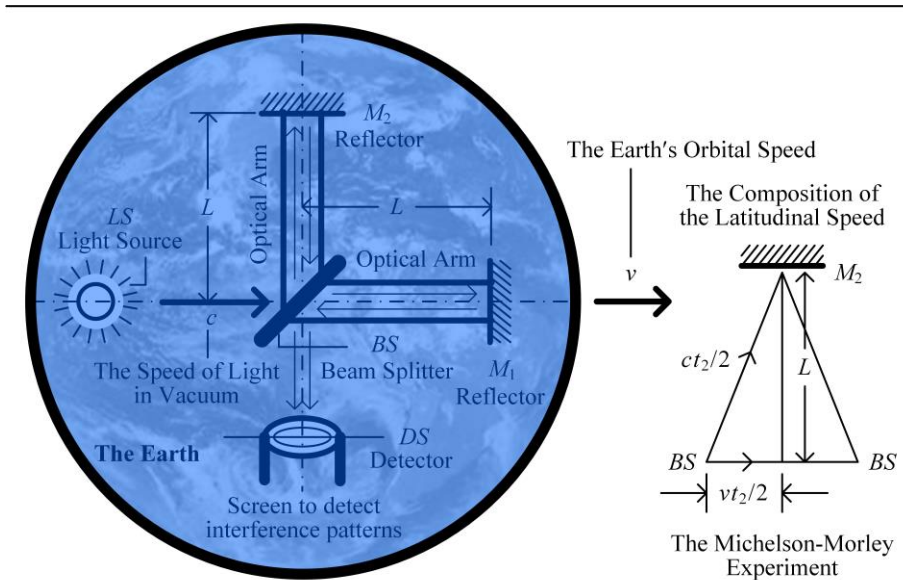 M₂
Reflector
Optical Arm
L
L
LS
Light Source
Optical Arm
c
The Speed of Light
in Vacuum
BS
Beam Splitter
M₁
Reflector
The Earth
DS
Detector
Screen to detect
interference patterns
The Earth's Orbital Speed
v
The Composition of
the Latitudinal Speed
M₂
ct₂/2
L
BS
BS
vt₂/2
The Michelson-Morley
Experiment